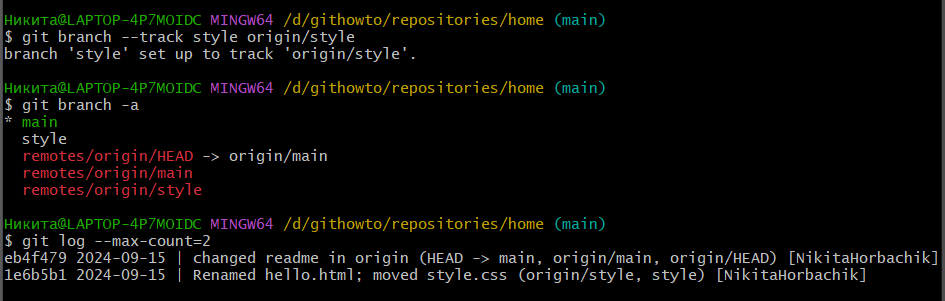 Никита@LAPTOP-4P7MOIDC MINGW64 /d/githowto/repositories/home (main)
$ git branch --track style origin/style
branch 'style' set up to track 'origin/style'.
Никита@LAPTOP-4P7MOIDC MINGW64 /d/githowto/repositories/home (main)
$ git branch -a
* main
  style
  remotes/origin/HEAD -> origin/main
  remotes/origin/main
  remotes/origin/style
Никита@LAPTOP-4P7MOIDC MINGW64 /d/githowto/repositories/home (main)
$ git log --max-count=2
eb4f479 2024-09-15 | changed readme in origin (HEAD -> main, origin/main, origin/HEAD) [NikitaHorbachik]
1e6b5b1 2024-09-15 | Renamed hello.html; moved style.css (origin/style, style) [NikitaHorbachik]